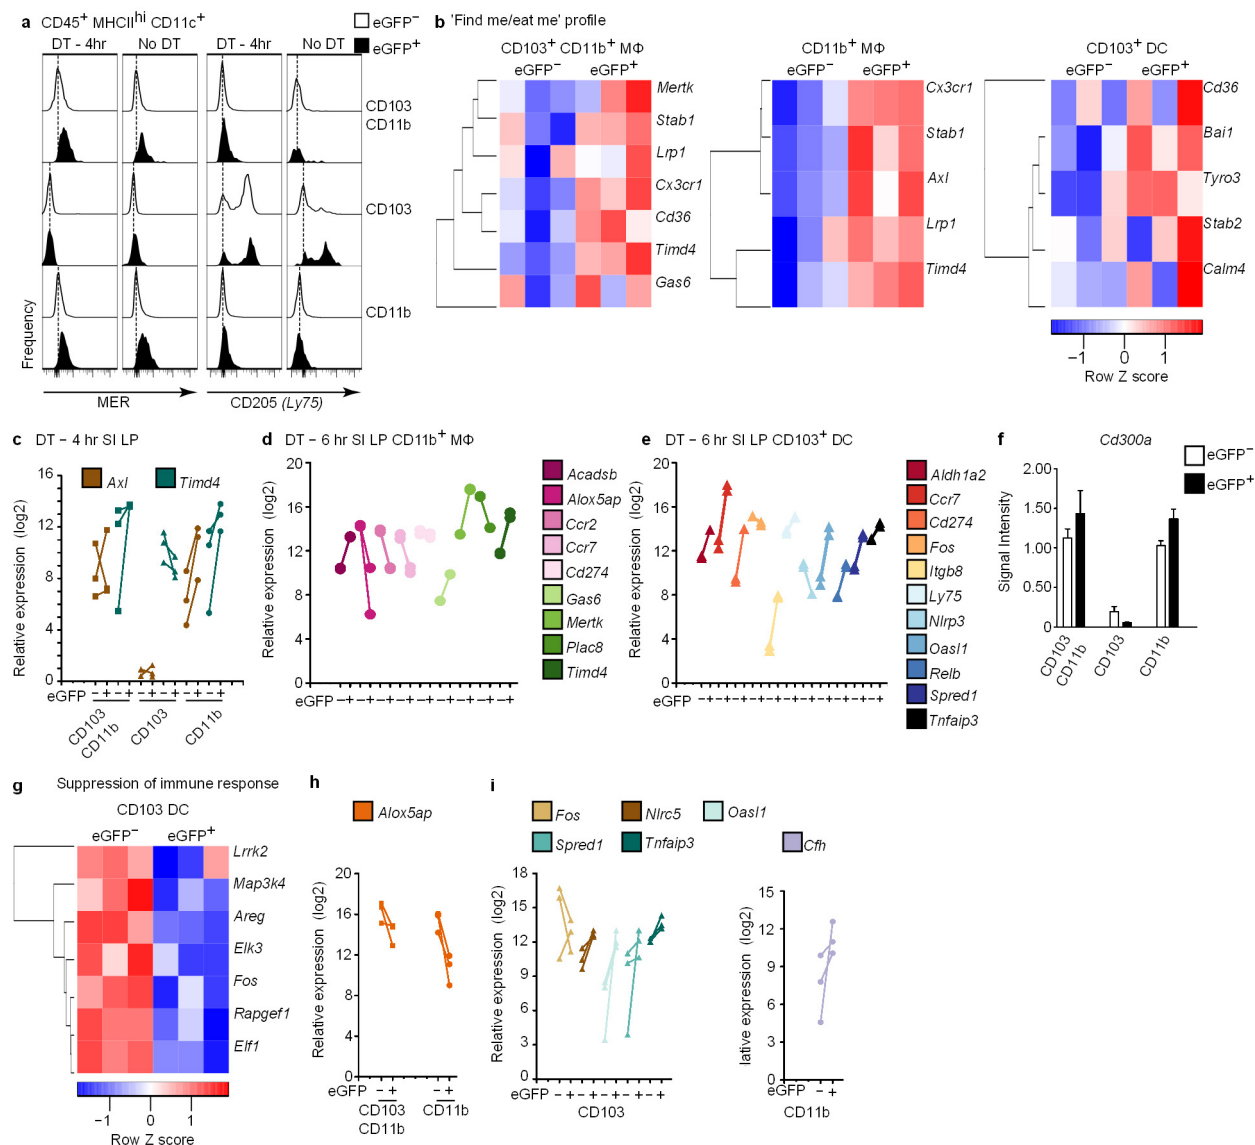 a CD45+ MHCIIhi CD11c+
eGFP−
eGFP+
DT - 4hr No DT DT - 4hr No DT
CD103
CD11b
CD103
CD11b
Frequency
MER
CD205 (Ly75)
b 'Find me/eat me' profile
CD103+ CD11b+ MΦ
eGFP− eGFP+
Mertk
Stab1
Lrp1
Cx3cr1
Cd36
Timd4
Gas6
CD11b+ MΦ
eGFP− eGFP+
Cx3cr1
Stab1
Axl
Lrp1
Timd4
CD103+ DC
eGFP− eGFP+
Cd36
Bai1
Tyro3
Stab2
Calm4
−1 0 1
Row Z score
c DT − 4 hr SI LP
Axl Timd4
Relative expression (log2)
16
12
8
4
0
eGFP − + − + − + − + − + − +
CD103
CD11b
CD103
CD11b
d DT − 6 hr SI LP CD11b+ MΦ
Relative expression (log2)
20
16
12
8
4
0
eGFP −+−+−+−+−+−+−+−+−+
Acadsb
Alox5ap
Ccr2
Ccr7
Cd274
Gas6
Mertk
Plac8
Timd4
e DT − 6 hr SI LP CD103+ DC
Relative expression (log2)
20
16
12
8
4
0
eGFP −+−+−+−+−+−+−+−+−+−+−+
Aldh1a2
Ccr7
Cd274
Fos
Itgb8
Ly75
Nlrp3
Oasl1
Relb
Spred1
Tnfaip3
f Cd300a
eGFP−
eGFP+
Signal Intensity
2.00
1.50
1.00
0.50
0
CD103
CD11b
CD103
CD11b
g Suppression of immune response
CD103 DC
eGFP− eGFP+
Lrrk2
Map3k4
Areg
Elk3
Fos
Rapgef1
Elf1
−1 0 1
Row Z score
h
Alox5ap
Relative expression (log2)
20
16
12
8
4
0
eGFP − + − +
CD103
CD11b
CD11b
i
Fos Nlrc5 Oasl1
Spred1 Tnfaip3 Cfh
Relative expression (log2)
18
15
12
9
6
3
0
eGFP − + − + − + − + − +
CD103
lative expression (log2)
15
12
9
6
3
0
eGFP − +
CD11b